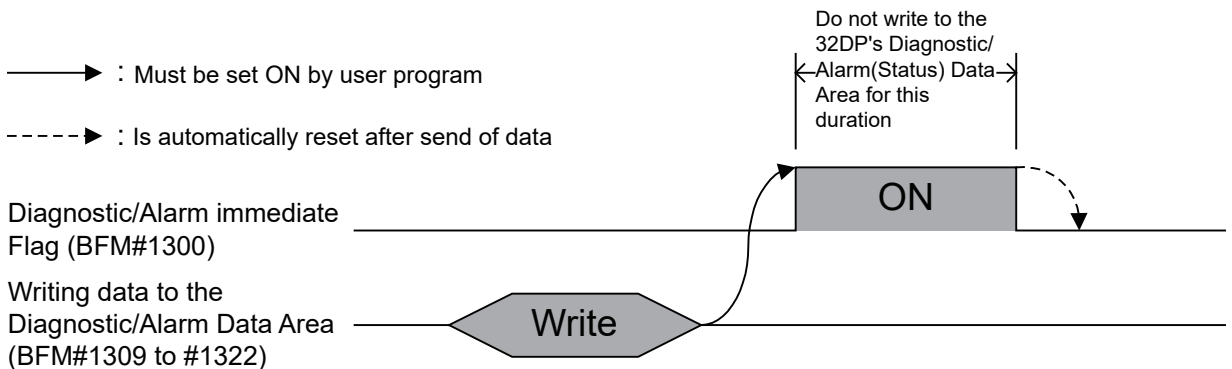 Do not write to the
32DP's Diagnostic/
Alarm(Status) Data
Area for this
duration
: Must be set ON by user program
: Is automatically reset after send of data
ON
Diagnostic/Alarm immediate
Flag (BFM#1300)
Writing data to the
Diagnostic/Alarm Data Area
(BFM#1309 to #1322)
Write